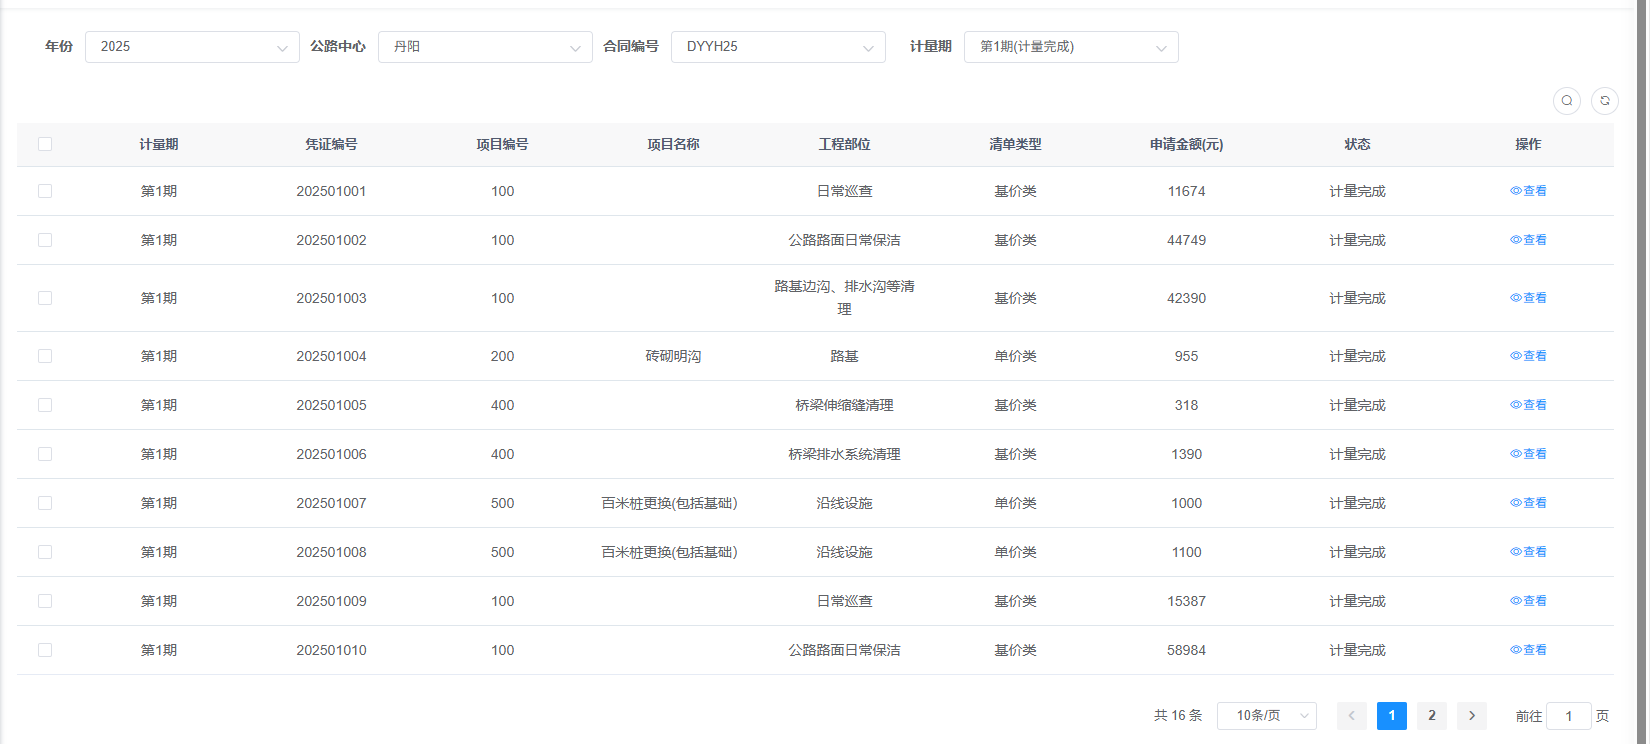 年份 2025 公路中心 丹阳 合同编号 DYYH25 计量期 第1期(计量完成)
计量期 凭证编号 项目编号 项目名称 工程部位 清单类型 申请金额(元) 状态 操作
第1期 202501001 100 日常巡查 基价类 11674 计量完成 查看
第1期 202501002 100 公路路面日常保洁 基价类 44749 计量完成 查看
第1期 202501003 100 路基边沟、排水沟等清 基价类 42390 计量完成 查看
理
第1期 202501004 200 砖砌明沟 路基 单价类 955 计量完成 查看
第1期 202501005 400 桥梁伸缩缝清理 基价类 318 计量完成 查看
第1期 202501006 400 桥梁排水系统清理 基价类 1390 计量完成 查看
第1期 202501007 500 百米桩更换(包括基础） 沿线设施 单价类 1000 计量完成 查看
第1期 202501008 500 百米桩更换(包括基础） 沿线设施 单价类 1100 计量完成 查看
第1期 202501009 100 日常巡查 基价类 15387 计量完成 查看
第1期 202501010 100 公路路面日常保洁 基价类 58984 计量完成 查看
共 16 条 10条/页 < 1 2 > 前往 1 页